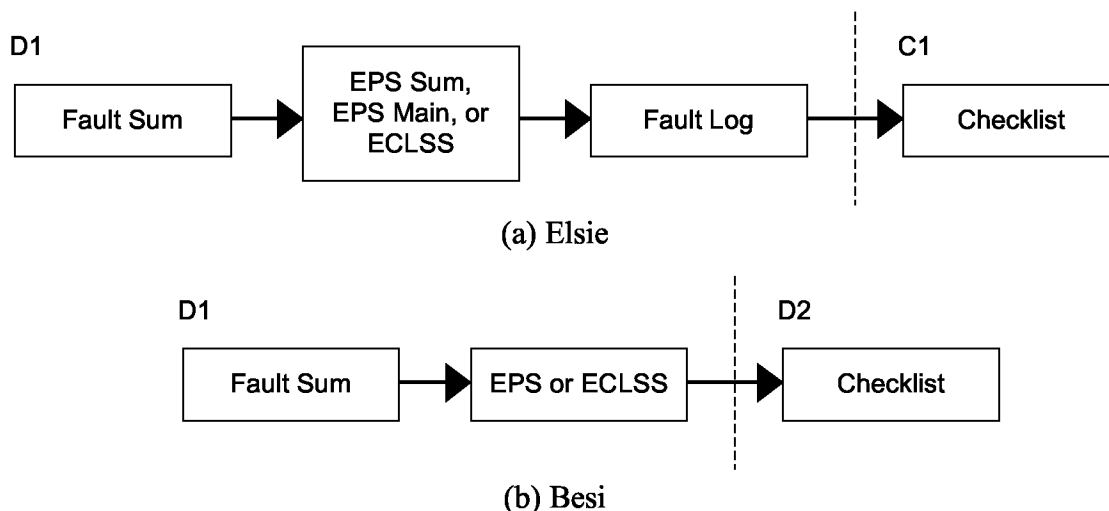 D1
C1
Fault Sum
EPS Sum,
EPS Main, or
ECLSS
Fault Log
Checklist
(a) Elsie
D1
D2
Fault Sum
EPS or ECLSS
Checklist
(b) Besi